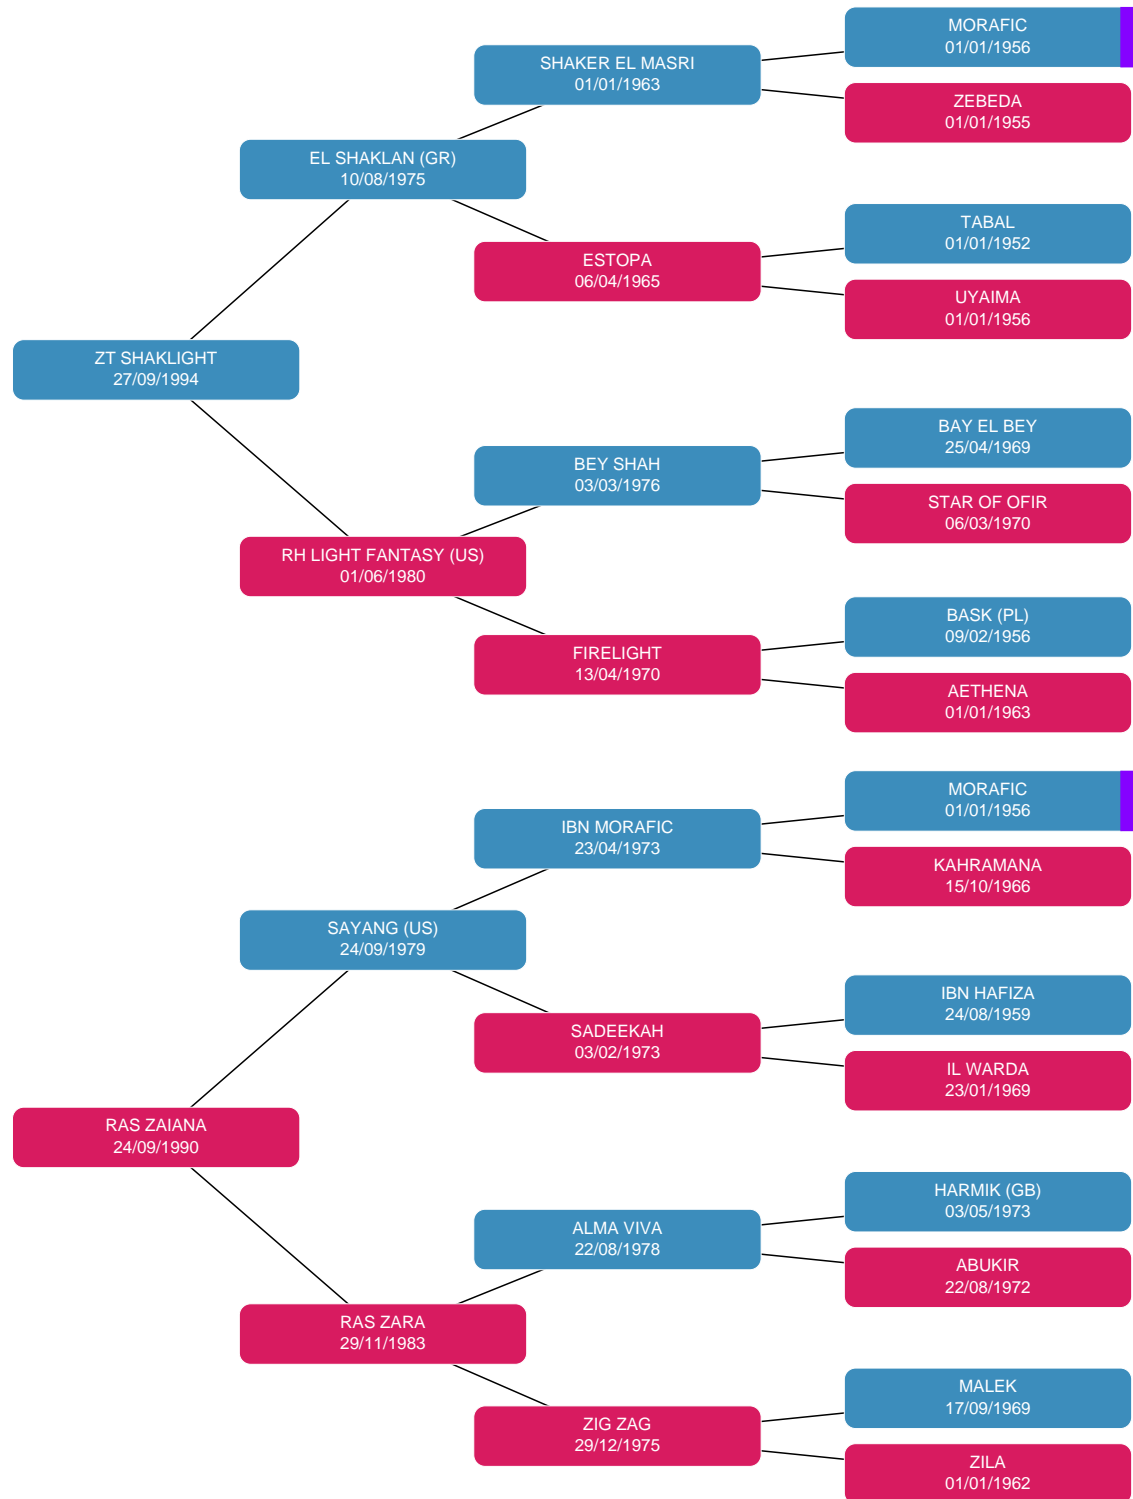 MORAFIC
01/01/1956
SHAKER EL MASRI
01/01/1963
ZEBEDA
01/01/1955
EL SHAKLAN (GR)
10/08/1975
TABAL
01/01/1952
ESTOPA
06/04/1965
UYAIMA
01/01/1956
ZT SHAKLIGHT
27/09/1994
BAY EL BEY
25/04/1969
BEY SHAH
03/03/1976
STAR OF OFIR
06/03/1970
RH LIGHT FANTASY (US)
01/06/1980
BASK (PL)
09/02/1956
FIRELIGHT
13/04/1970
AETHENA
01/01/1963
MORAFIC
01/01/1956
IBN MORAFIC
23/04/1973
KAHRAMANA
15/10/1966
SAYANG (US)
24/09/1979
IBN HAFIZA
24/08/1959
SADEEKAH
03/02/1973
IL WARDA
23/01/1969
RAS ZAIANA
24/09/1990
HARMIK (GB)
03/05/1973
ALMA VIVA
22/08/1978
ABUKIR
22/08/1972
RAS ZARA
29/11/1983
MALEK
17/09/1969
ZIG ZAG
29/12/1975
ZILA
01/01/1962